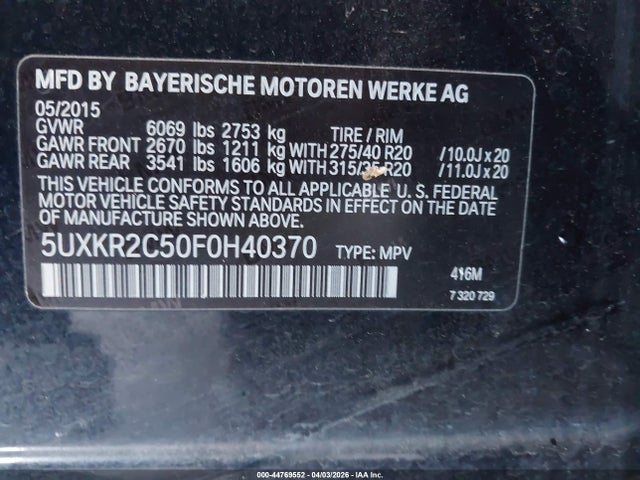 MFD BY BAYERISCHE MOTOREN WERKE AG
05/2015
GVWR 6069 lbs 2753 kg TIRE / RIM
GAWR FRONT 2670 lbs 1211 kg WITH 275/40 R20 /10.0J x 20
GAWR REAR 3541 lbs 1606 kg WITH 315/35 R20 /11.0J x 20
THIS VEHICLE CONFORMS TO ALL APPLICABLE U. S. FEDERAL
MOTOR VEHICLE SAFETY STANDARDS IN EFFECT ON THE DATE OF
MANUFACTURE SHOWN ABOVE.
5UXKR2C50F0H40370 TYPE: MPV
416M
7 320 729
000-44769552 - 04/03/2026 - IAA Inc.